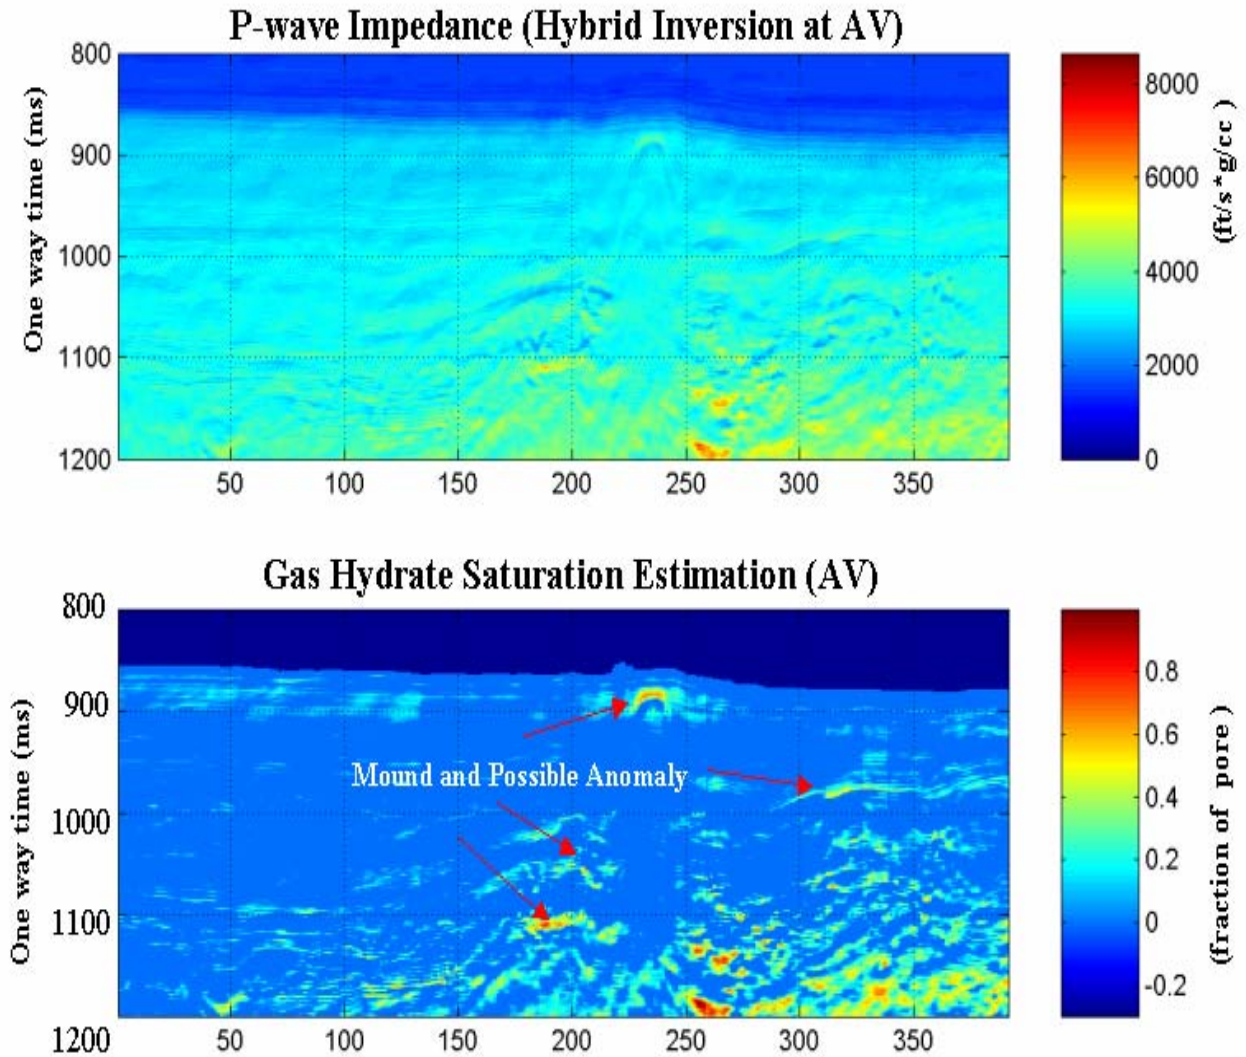 P-wave Impedance (Hybrid Inversion at AV)
800
900
1000
1100
1200
One way time (ms)
50 100 150 200 250 300 350
8000
6000
4000
2000
0
(ft/s*g/cc)
Gas Hydrate Saturation Estimation (AV)
800
900
1000
1100
1200
One way time (ms)
Mound and Possible Anomaly
50 100 150 200 250 300 350
0.8
0.6
0.4
0.2
0
-0.2
(fraction of pore )